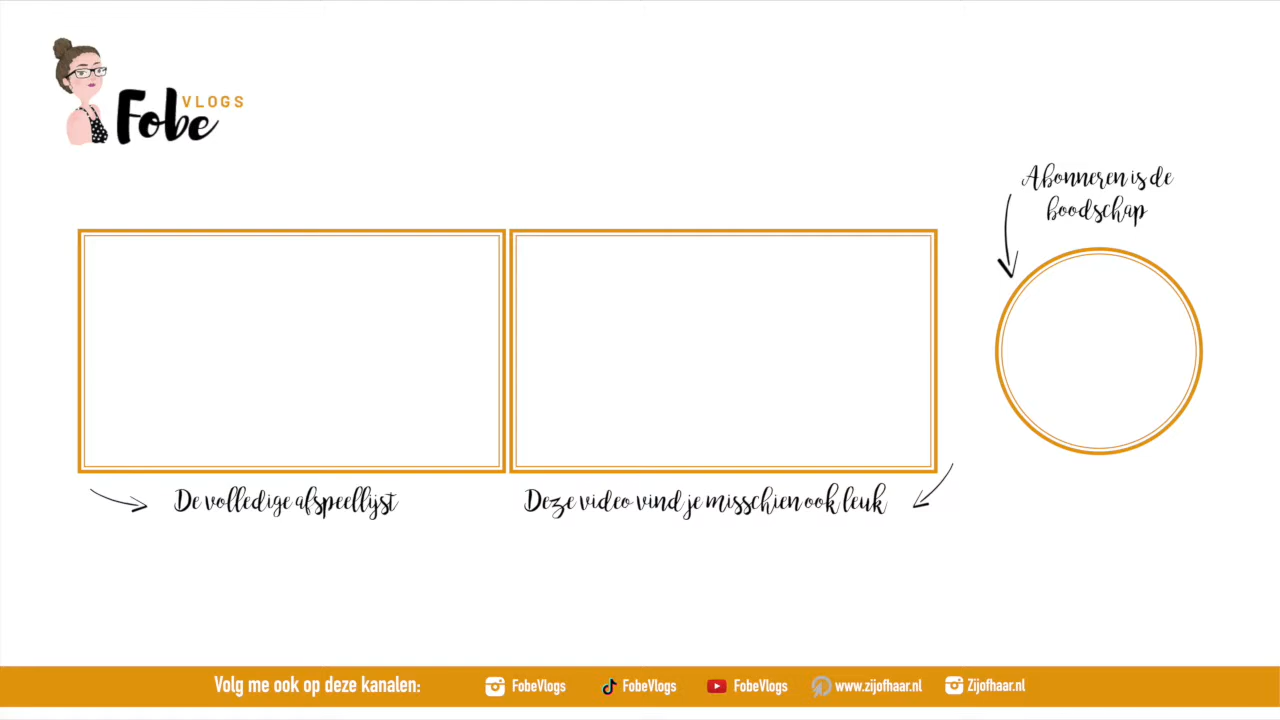 VLOGS
Fobe
Abonneren is de
boodschap
De volledige afspeellijst
Deze video vind je misschien ook leuk
Volg me ook op deze kanalen: FobeVlogs FobeVlogs FobeVlogs www.zijofhaar.nl Zijofhaar.nl